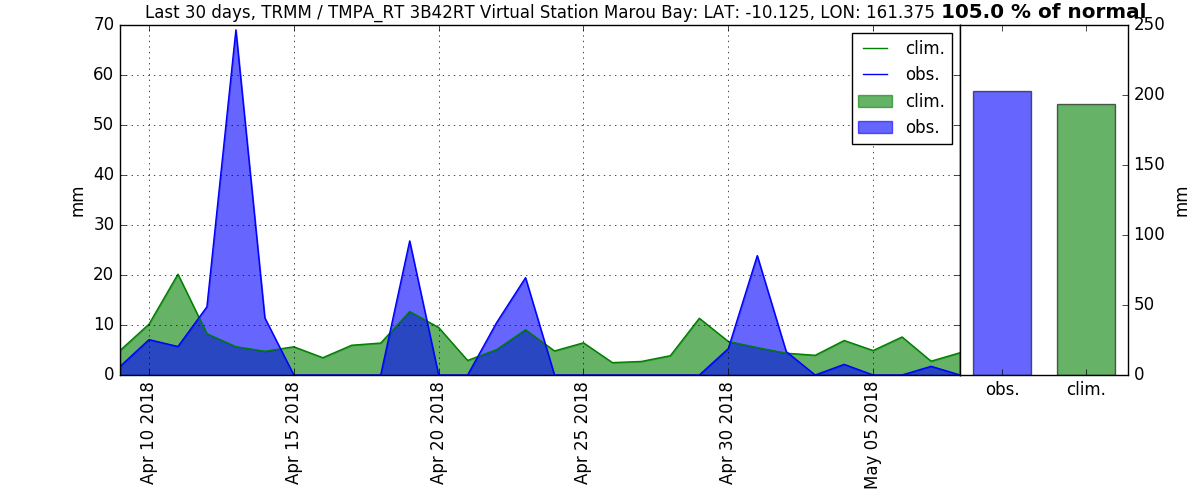 Last 30 days, TRMM / TMPA_RT 3B42RT Virtual Station Marou Bay: LAT: -10.125, LON: 161.375 105.0 % of normal
70
60
50
40
30
20
10
0
mm
clim.
obs.
clim.
obs.
250
200
150
100
50
0
mm
obs. clim.
Apr 10 2018
Apr 15 2018
Apr 20 2018
Apr 25 2018
Apr 30 2018
May 05 2018